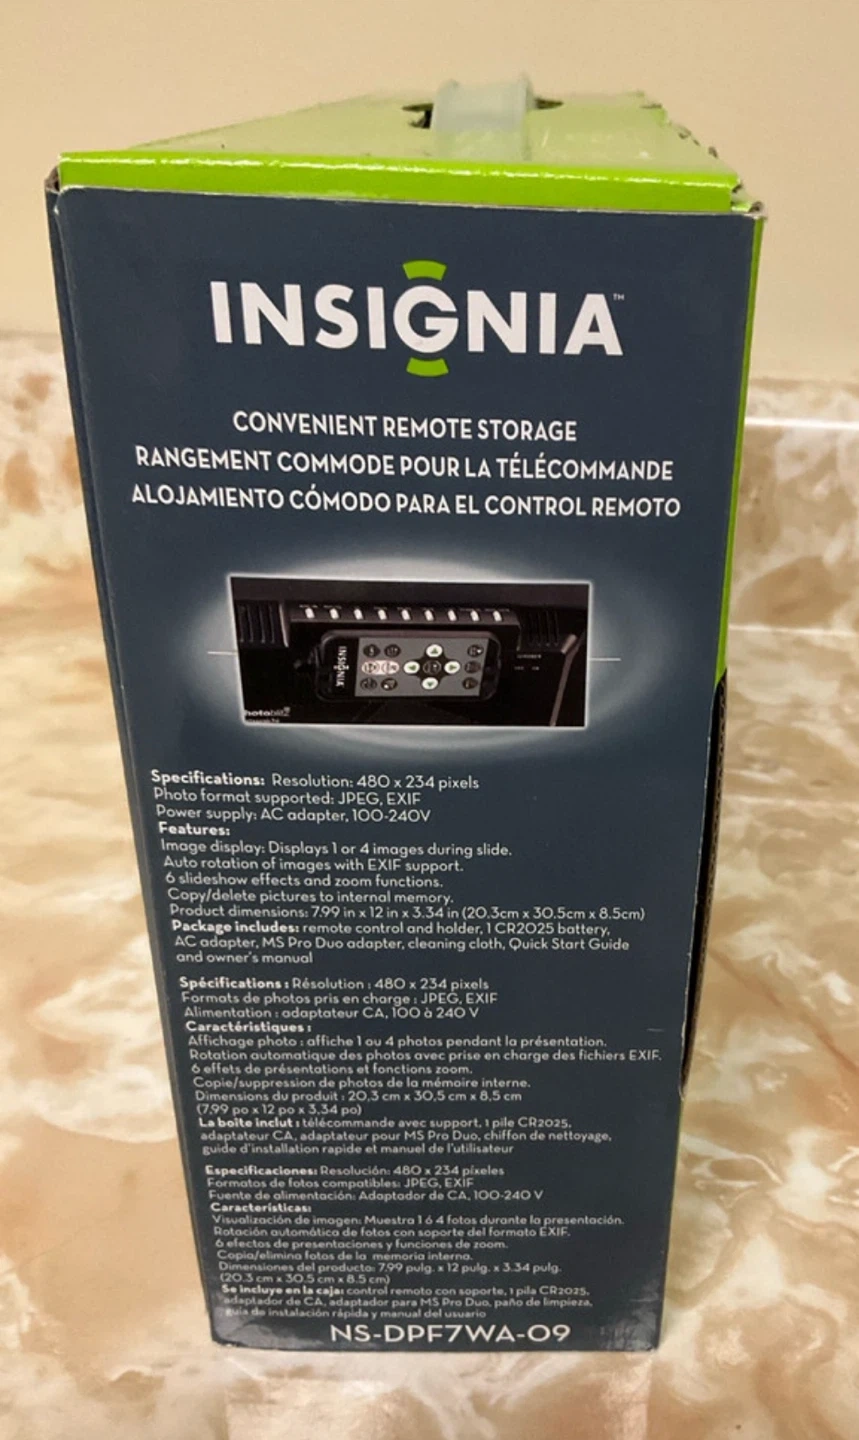 INSIGNIA™
CONVENIENT REMOTE STORAGE
RANGEMENT COMMODE POUR LA TÉLÉCOMMANDE
ALOJAMIENTO CÓMODO PARA EL CONTROL REMOTO
INSIGNIA
Specifications: Resolution: 480 x 234 pixels
Photo format supported: JPEG, EXIF
Power supply: AC adapter, 100-240V
Features:
Image display: Displays 1 or 4 images during slide.
Auto rotation of images with EXIF support.
6 slideshow effects and zoom functions.
Copy/delete pictures to internal memory.
Product dimensions: 7.99 in x 12 in x 3.34 in (20.3cm x 30.5cm x 8.5cm)
Package includes: remote control and holder, 1 CR2025 battery,
AC adapter, MS Pro Duo adapter, cleaning cloth, Quick Start Guide
and owner's manual
Spécifications : Résolution : 480 x 234 pixels
Formats de photos pris en charge : JPEG, EXIF
Alimentation : adaptateur CA, 100 à 240 V
Caractéristiques :
Affichage photo : affiche 1 ou 4 photos pendant la présentation.
Rotation automatique des photos avec prise en charge des fichiers EXIF.
6 effets de présentations et fonctions zoom.
Copie/suppression de photos de la mémoire interne.
Dimensions du produit : 20,3 cm x 30,5 cm x 8,5 cm
(7,99 po x 12 po x 3,34 po)
La boîte inclut : télécommande avec support, 1 pile CR2025,
adaptateur CA, adaptateur pour MS Pro Duo, chiffon de nettoyage,
guide d'installation rapide et manuel de l'utilisateur
Especificaciones: Resolución: 480 x 234 píxeles
Formatos de fotos compatibles: JPEG, EXIF
Fuente de alimentación: Adaptador de CA, 100-240 V
Características:
Visualización de imagen: Muestra 1 ó 4 fotos durante la presentación.
Rotación automática de fotos con soporte del formato EXIF.
6 efectos de presentaciones y funciones de zoom.
Copia/elimina fotos de la memoria interna.
Dimensiones del producto: 7.99 pulg. x 12 pulg. x 3.34 pulg.
(20.3 cm x 30.5 cm x 8.5 cm)
Se incluye en la caja: control remoto con soporte, 1 pila CR2025,
adaptador de CA, adaptador para MS Pro Duo, paño de limpieza,
guía de instalación rápida y manual del usuario
NS-DPF7WA-09